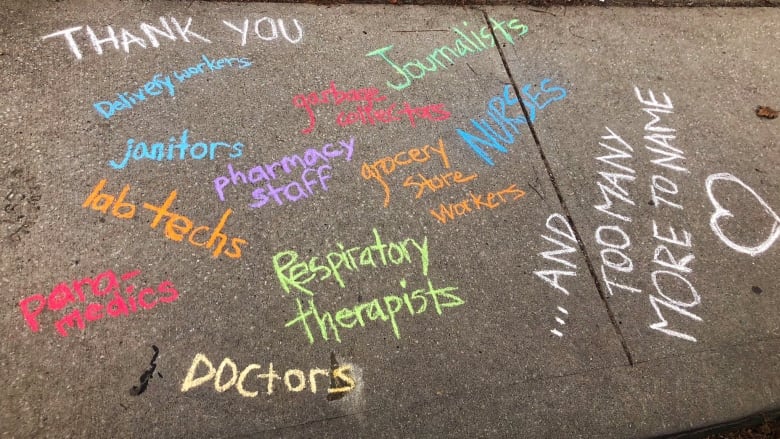 THANK YOU
Delivery workers
Journalists
garbage
collectors
NURSES
janitors
pharmacy
staff
grocery
store
workers
lab techs
Respiratory
therapists
para-
medics
DOCTORS
...AND
TOO MANY
MORE TO NAME